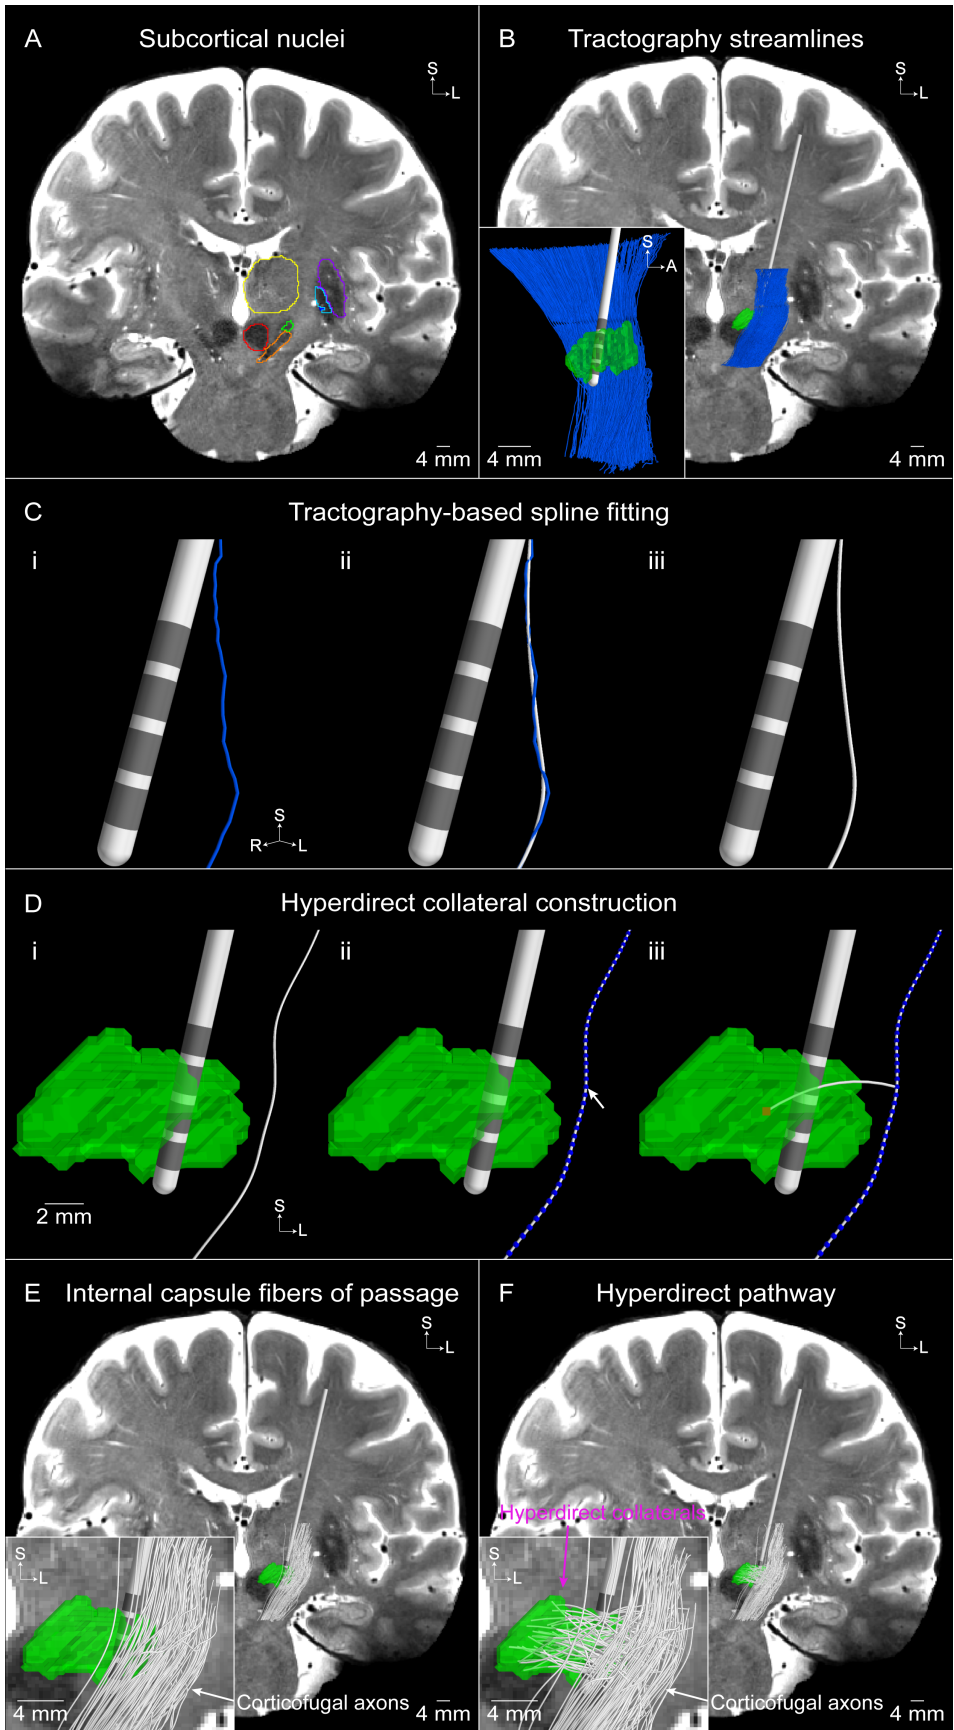 A
Subcortical nuclei
S
L
4 mm
B
Tractography streamlines
S
L
S
A
4 mm
4 mm
C
Tractography-based spline fitting
i
ii
iii
S
R
L
D
Hyperdirect collateral construction
i
ii
iii
2 mm
S
L
E
Internal capsule fibers of passage
S
L
S
L
4 mm
Corticofugal axons
4 mm
F
Hyperdirect pathway
S
L
Hyperdirect collaterals
S
L
4 mm
Corticofugal axons
4 mm